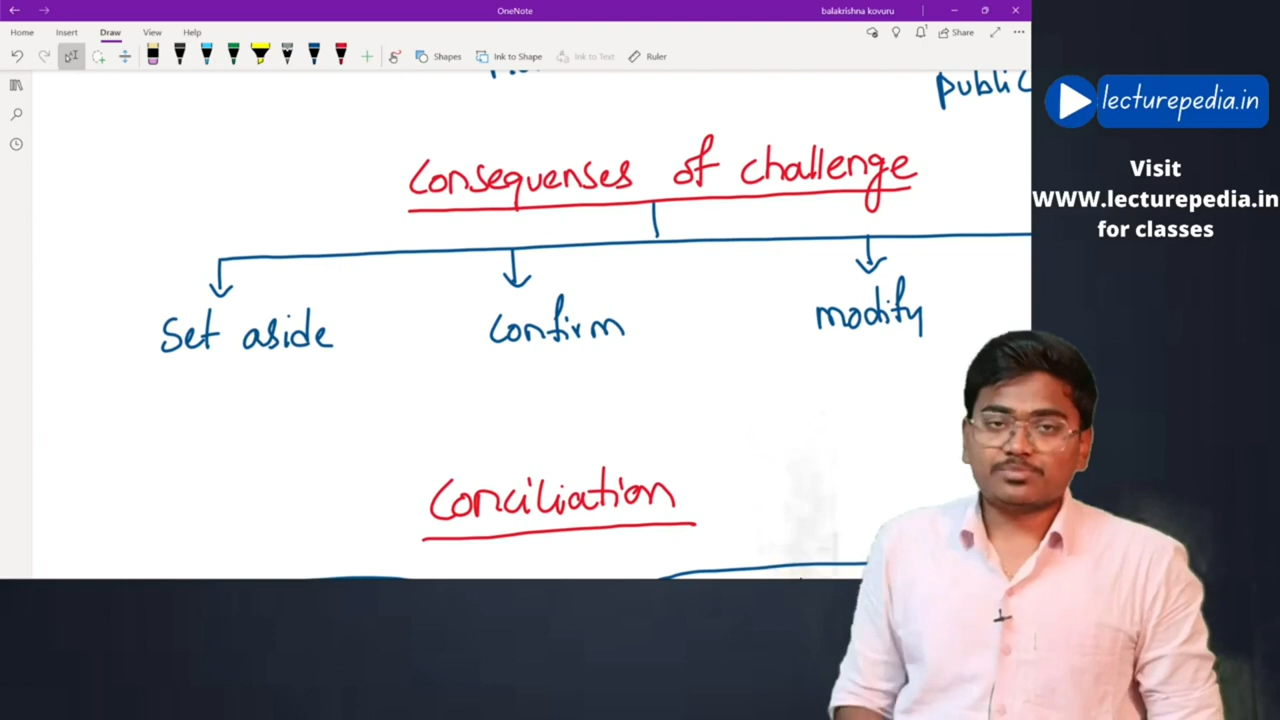 OneNote
balakrishna kovuru
Home Insert Draw View Help
Share
Shapes Ink to Shape Ink to Text Ruler
public
Consequenses of challenge
Set aside confirm modify
Conciliation
lecturepedia.in
Visit
WWW.lecturepedia.in
for classes